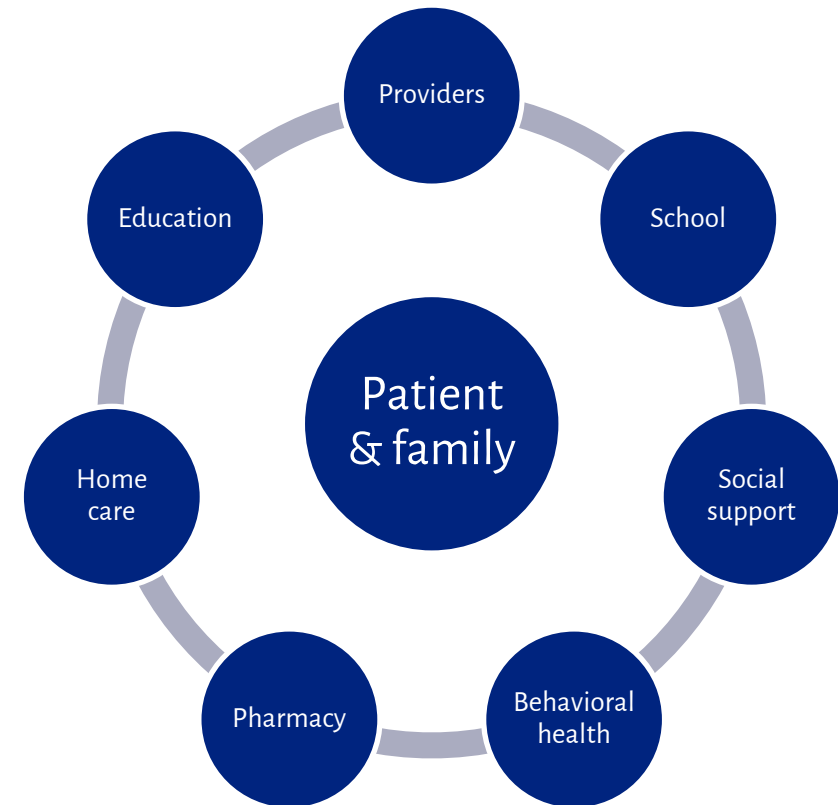 Providers
Education
School
Patient
& family
Home
care
Social
support
Pharmacy
Behavioral
health